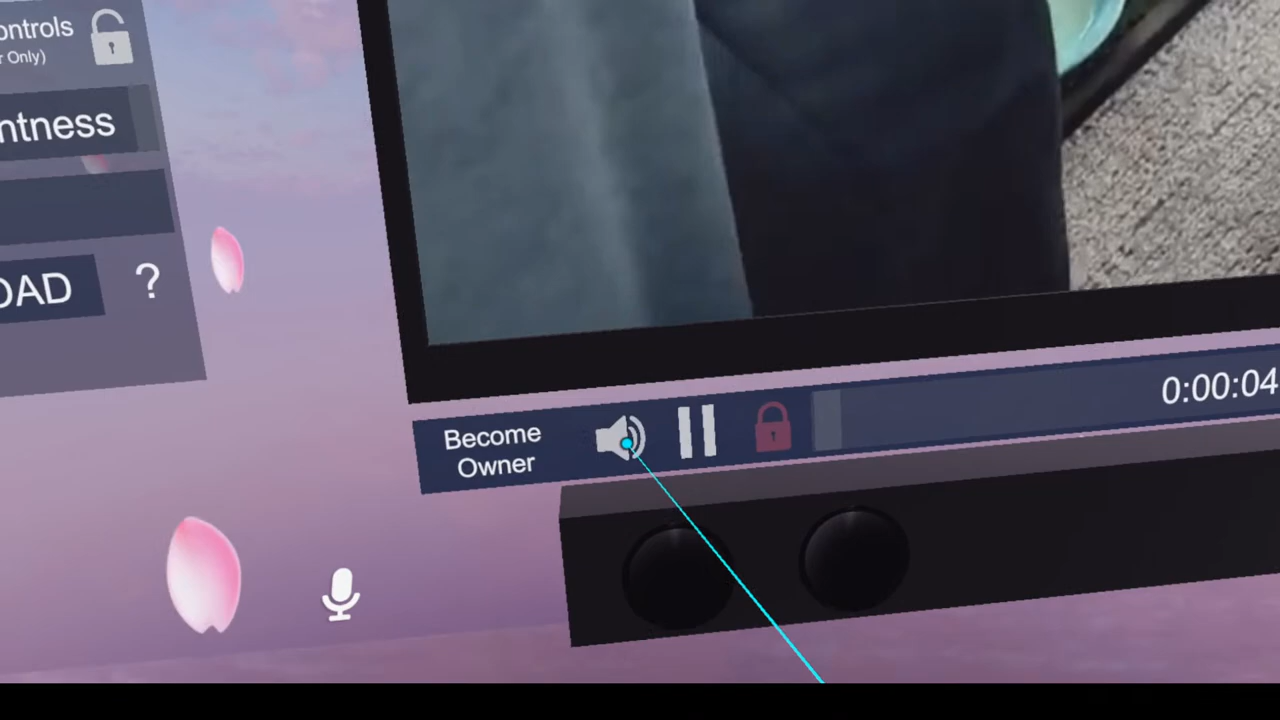 ontrols
r Only)
ntness
OAD
?
Become
Owner
0:00:04